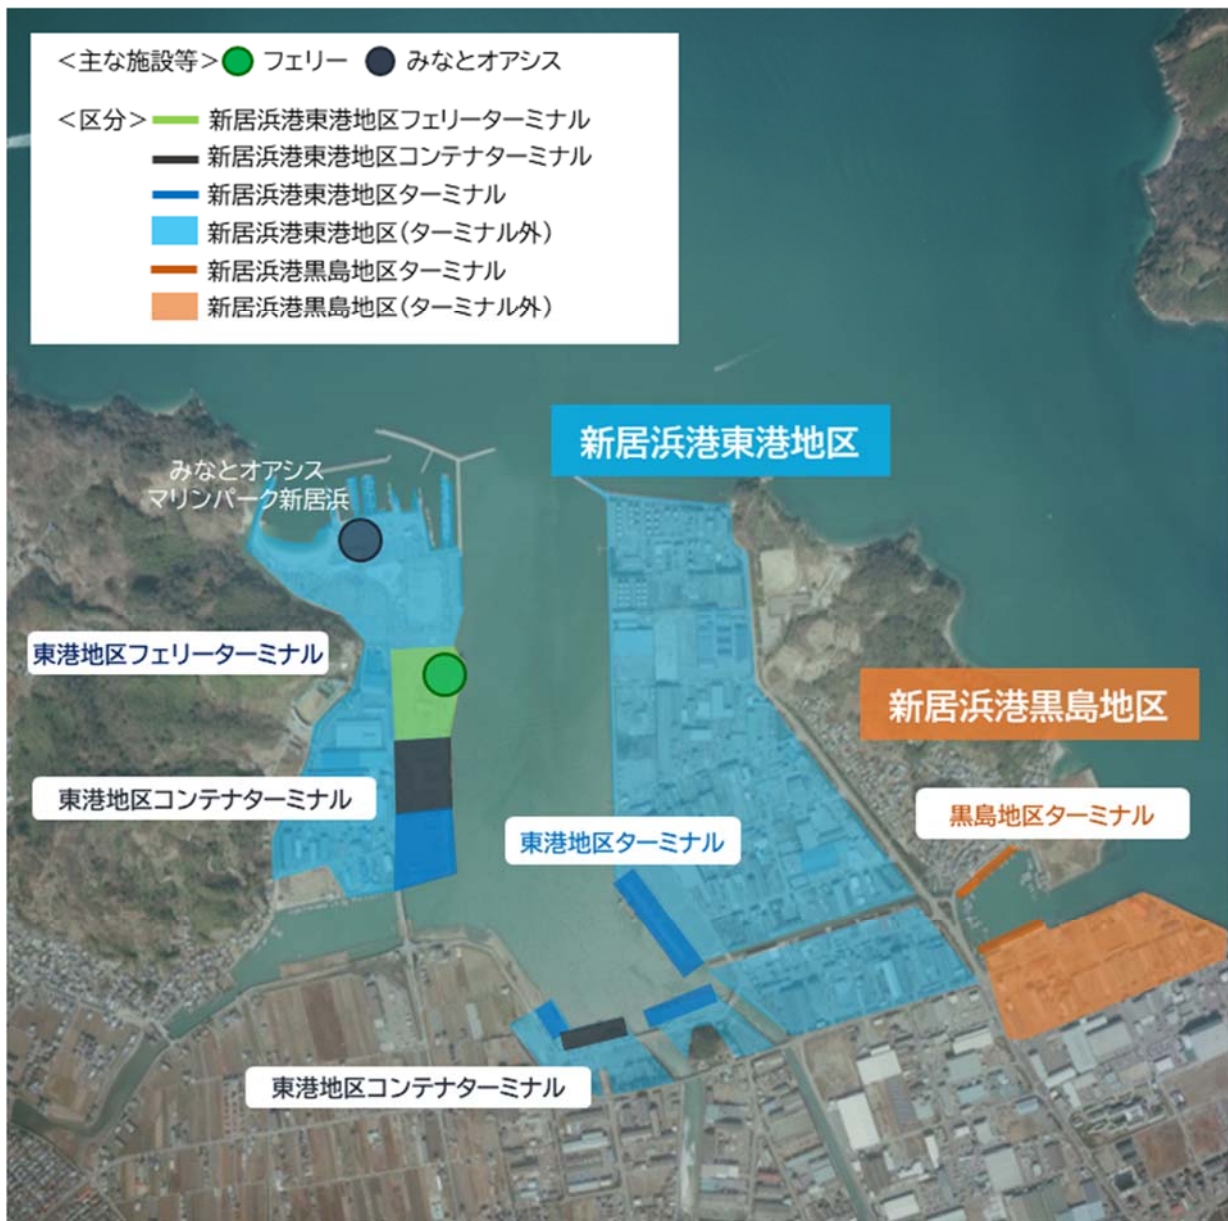 <主な施設等> フェリー みなとオアシス
<区分> 新居浜港東港地区フェリーターミナル
新居浜港東港地区コンテナターミナル
新居浜港東港地区ターミナル
新居浜港東港地区(ターミナル外)
新居浜港黒島地区ターミナル
新居浜港黒島地区(ターミナル外)
新居浜港東港地区
みなとオアシス
マリンパーク新居浜
東港地区フェリーターミナル
新居浜港黒島地区
東港地区コンテナターミナル
黒島地区ターミナル
東港地区ターミナル
東港地区コンテナターミナル